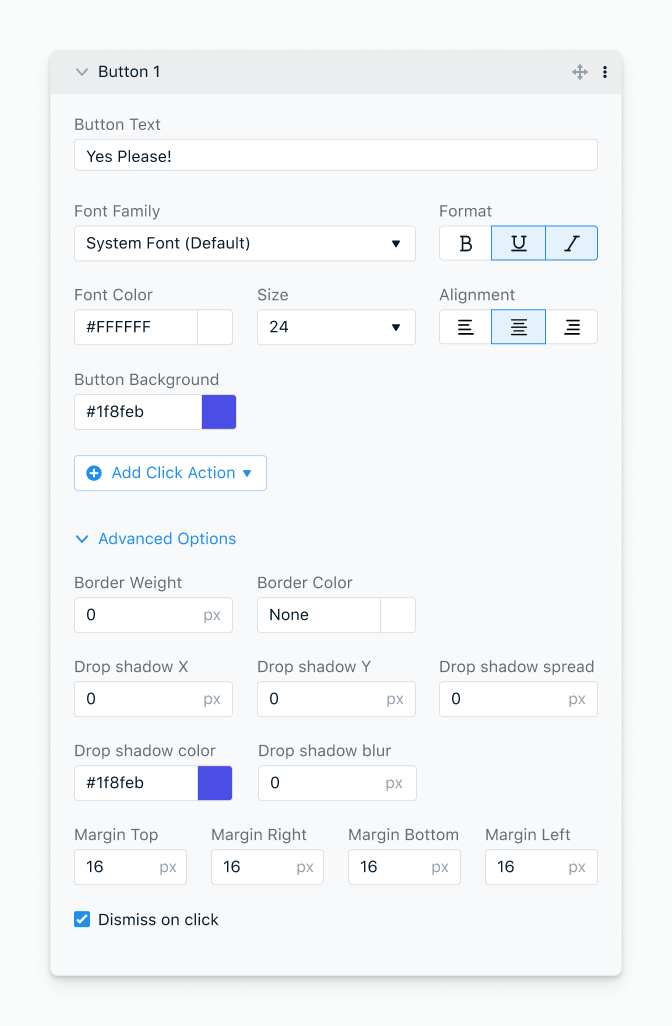 Button 1
Button Text
Yes Please!
Font Family
Format
System Font (Default)
B U I
Font Color
Size
Alignment
#FFFFFF
24
Button Background
#1f8feb
Add Click Action
Advanced Options
Border Weight
Border Color
0 px
None
Drop shadow X
Drop shadow Y
Drop shadow spread
0 px
0 px
0 px
Drop shadow color
Drop shadow blur
#1f8feb
0 px
Margin Top
Margin Right
Margin Bottom
Margin Left
16 px
16 px
16 px
16 px
Dismiss on click